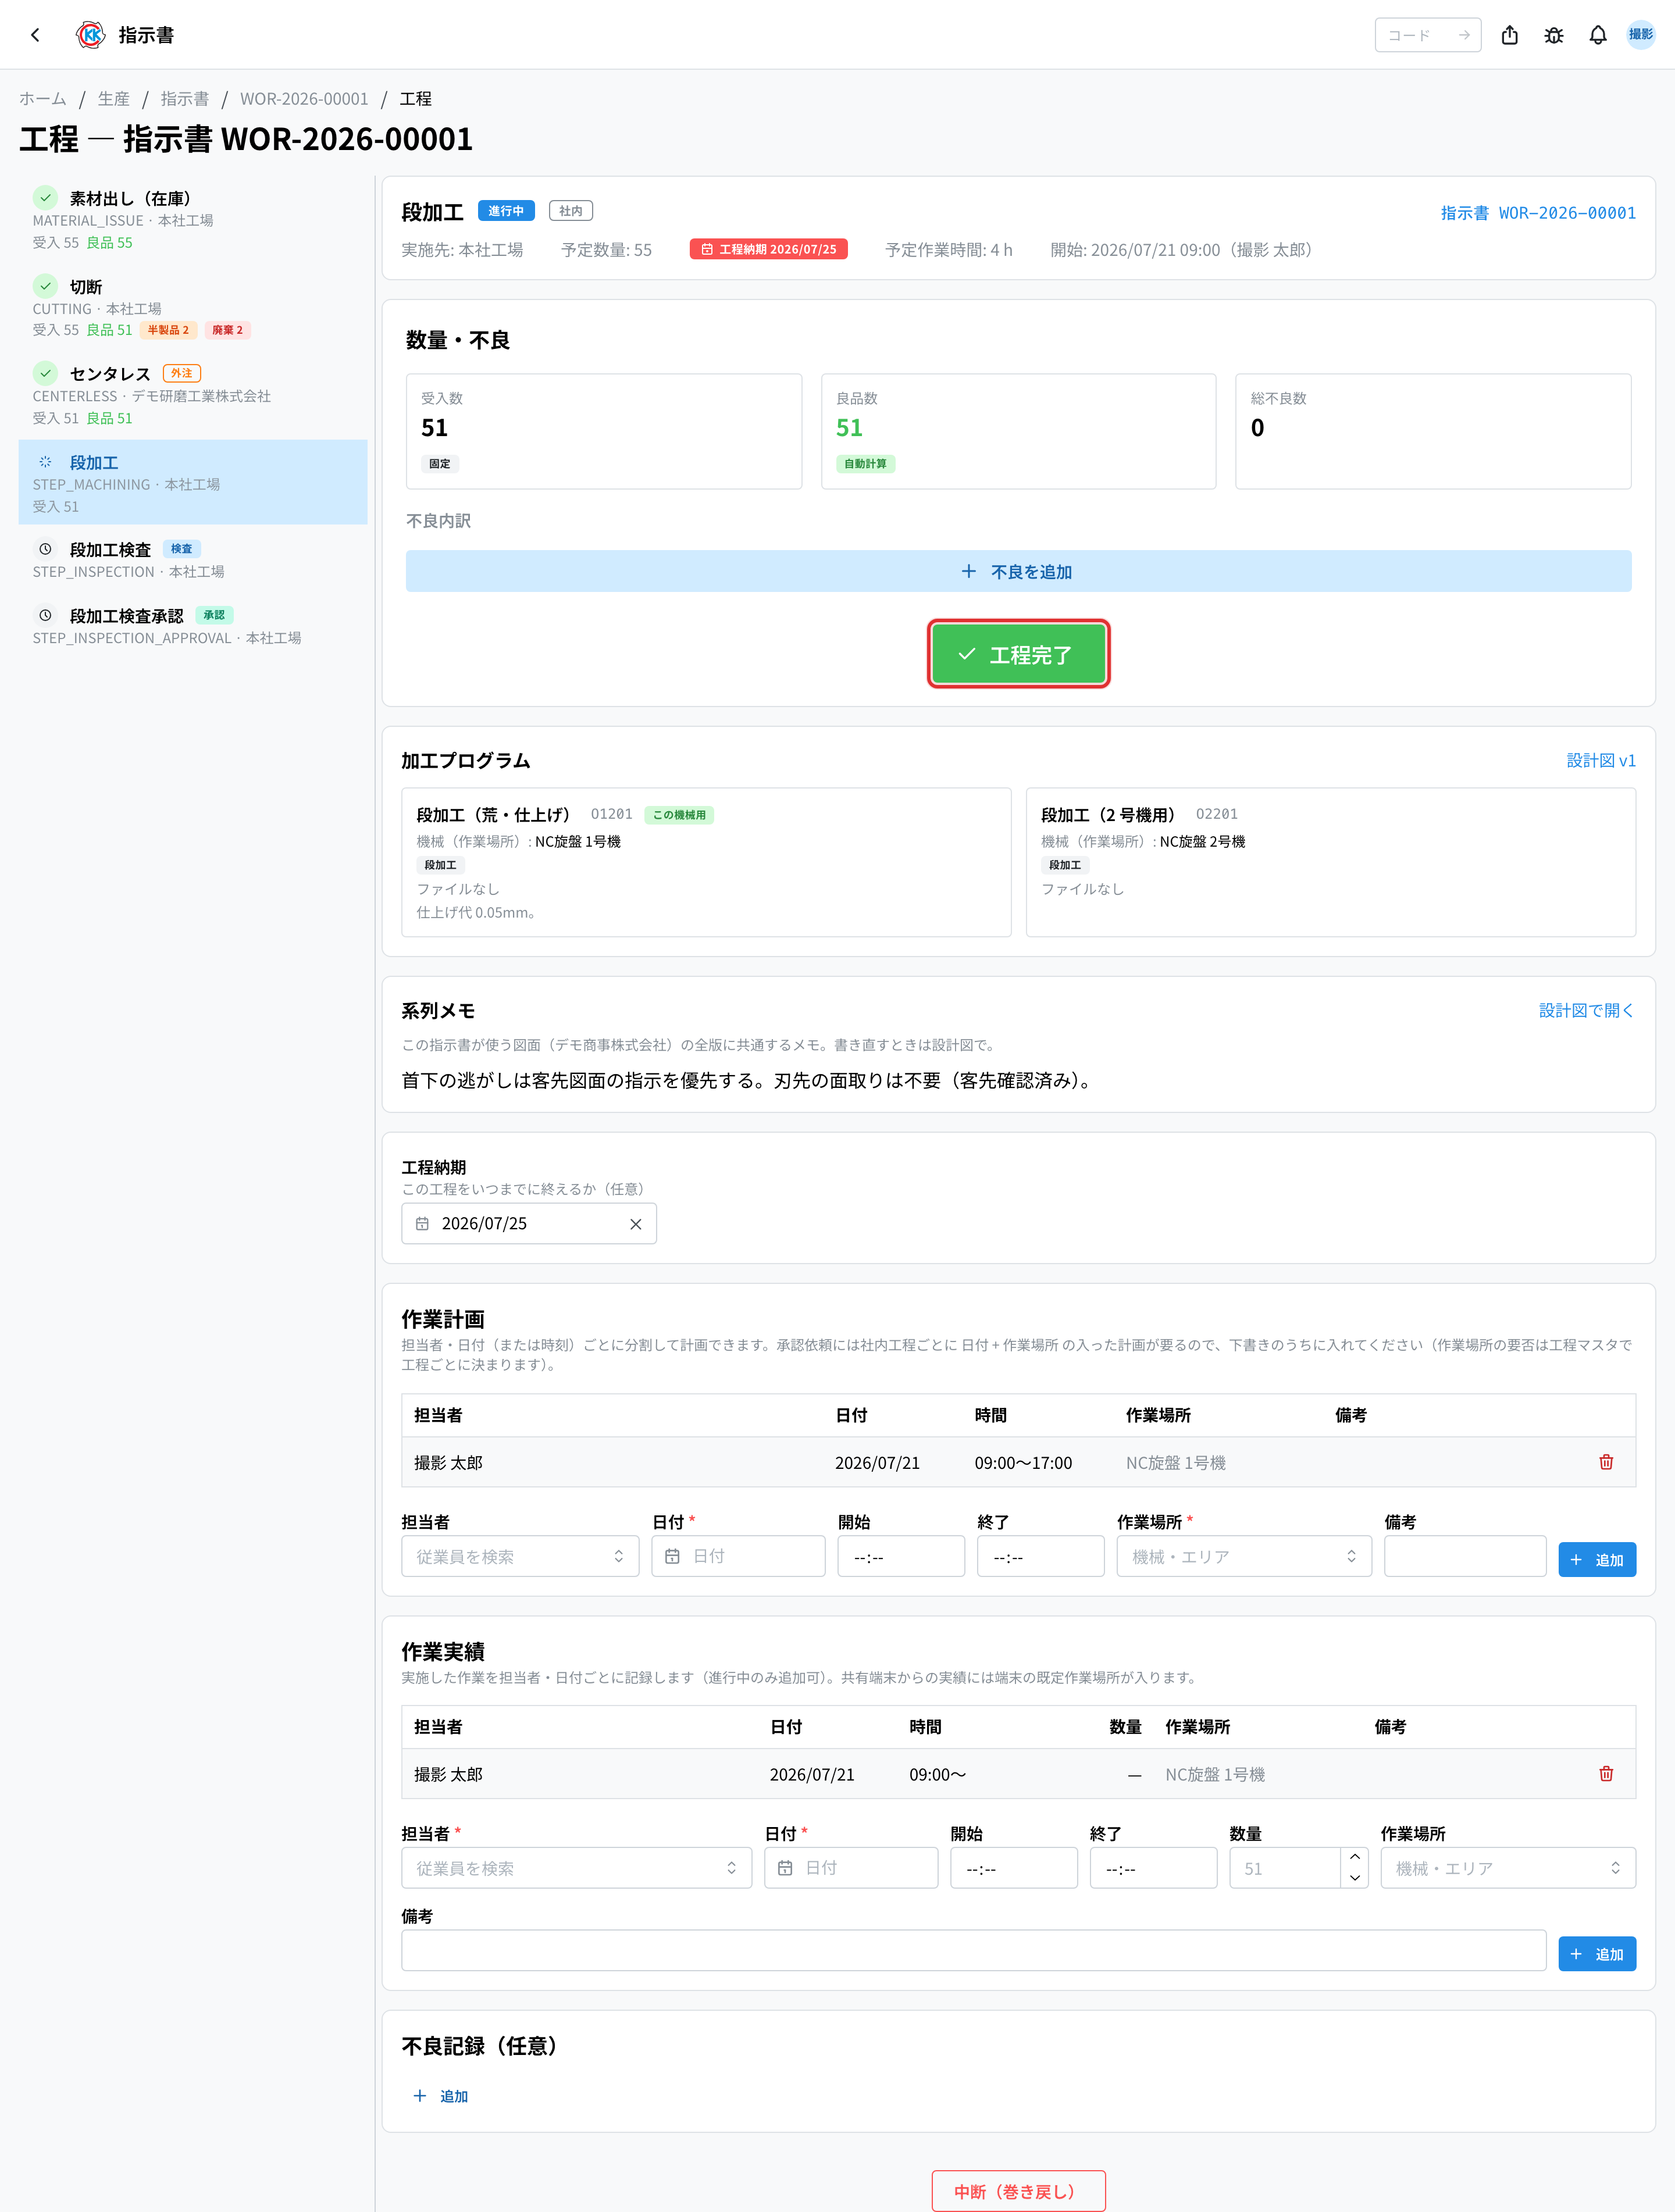 KK 指示書
コード
撮影
ホーム / 生産 / 指示書 / WOR-2026-00001 / 工程
工程 — 指示書 WOR-2026-00001
素材出し（在庫）
MATERIAL_ISSUE · 本社工場
受入 55 良品 55
切断
CUTTING · 本社工場
受入 55 良品 51 半製品 2 廃棄 2
センタレス 外注
CENTERLESS · デモ研磨工業株式会社
受入 51 良品 51
段加工
STEP_MACHINING · 本社工場
受入 51
段加工検査 検査
STEP_INSPECTION · 本社工場
段加工検査承認 承認
STEP_INSPECTION_APPROVAL · 本社工場
段加工 進行中 社内
指示書 WOR-2026-00001
実施先: 本社工場 予定数量: 55 工程納期 2026/07/25 予定作業時間: 4 h 開始: 2026/07/21 09:00（撮影 太郎）
数量・不良
受入数
51
固定
良品数
51
自動計算
総不良数
0
不良内訳
不良を追加
工程完了
加工プログラム
設計図 v1
段加工（荒・仕上げ） O1201 この機械用
機械（作業場所）: NC旋盤 1号機
段加工
ファイルなし
仕上げ代 0.05mm。
段加工（2 号機用） O2201
機械（作業場所）: NC旋盤 2号機
段加工
ファイルなし
系列メモ
設計図で開く
この指示書が使う図面（デモ商事株式会社）の全版に共通するメモ。書き直すときは設計図で。
首下の逃がしは客先図面の指示を優先する。刃先の面取りは不要（客先確認済み）。
工程納期
この工程をいつまでに終えるか（任意）
2026/07/25
作業計画
担当者・日付（または時刻）ごとに分割して計画できます。承認依頼には社内工程ごとに 日付 + 作業場所 の入った計画が要るので、下書きのうちに入れてください（作業場所の要否は工程マスタで
工程ごとに決まります）。
担当者 日付 時間 作業場所 備考
撮影 太郎 2026/07/21 09:00〜17:00 NC旋盤 1号機
担当者 日付 * 開始 終了 作業場所 * 備考
従業員を検索 日付 --:-- --:-- 機械・エリア 追加
作業実績
実施した作業を担当者・日付ごとに記録します（進行中のみ追加可）。共有端末からの実績には端末の既定作業場所が入ります。
担当者 日付 時間 数量 作業場所 備考
撮影 太郎 2026/07/21 09:00〜 — NC旋盤 1号機
担当者 * 日付 * 開始 終了 数量 作業場所
従業員を検索 日付 --:-- --:-- 51 機械・エリア
備考
追加
不良記録（任意）
追加
中断（巻き戻し）